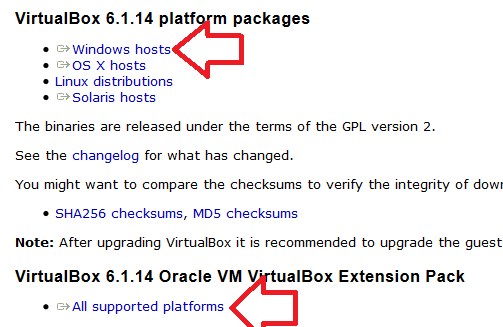 VirtualBox 6.1.14 platform packages
Windows hosts
OS X hosts
Linux distributions
Solaris hosts
The binaries are released under the terms of the GPL version 2.
See the changelog for what has changed.
You might want to compare the checksums to verify the integrity of dow
SHA256 checksums, MD5 checksums
Note: After upgrading VirtualBox it is recommended to upgrade the guest
VirtualBox 6.1.14 Oracle VM VirtualBox Extension Pack
All supported platforms